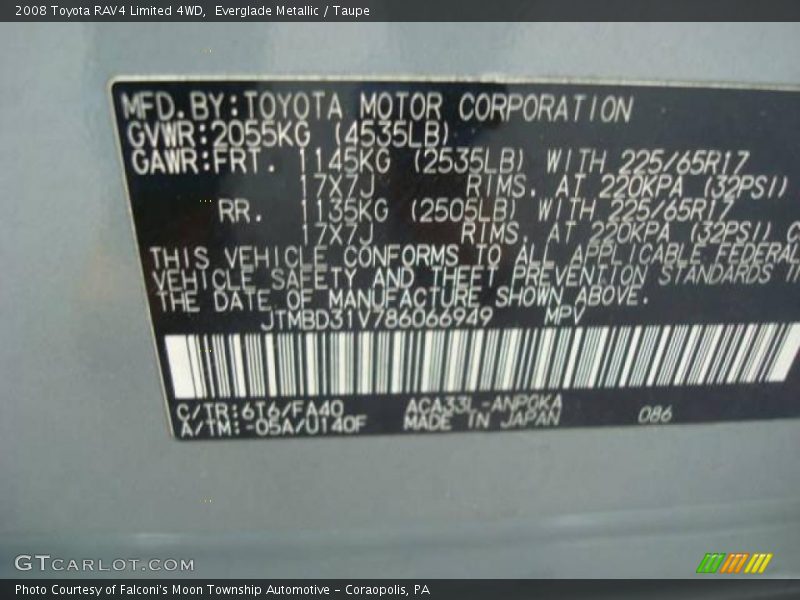 2008 Toyota RAV4 Limited 4WD,  Everglade Metallic / Taupe
MFD.BY:TOYOTA MOTOR CORPORATION
GVWR:2055KG (4535LB)
GAWR:FRT. 1145KG (2535LB) WITH 225/65R17
17X7J RIMS. AT 220KPA (32PSI)
RR. 1135KG (2505LB) WITH 225/65R17
17X7J RIMS. AT 220KPA (32PSI) C
THIS VEHICLE CONFORMS TO ALL APPLICABLE FEDERAL
VEHICLE SAFETY AND THEFT PREVENTION STANDARDS I
THE DATE OF MANUFACTURE SHOWN ABOVE.
JTMBD31V786066949 MPV
C/TR:6T6/FA40 ACA33L-ANPGKA
A/TM:-05A/U140F MADE IN JAPAN 086
GTCARLOT.COM
Photo Courtesy of Falconi's Moon Township Automotive - Coraopolis, PA